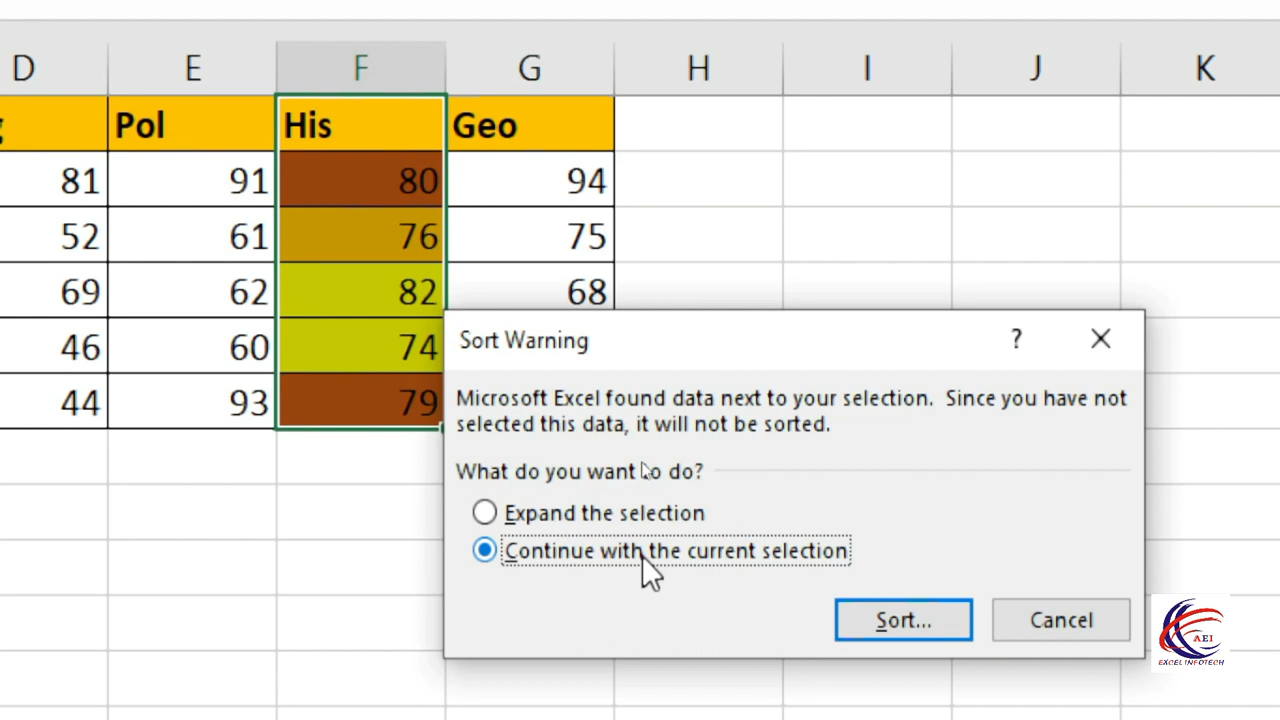 D E F G H I J K
Pol His Geo
81 91 80 94
52 61 76 75
69 62 82 68
46 60 74
44 93 79
Sort Warning ? X
Microsoft Excel found data next to your selection. Since you have not
selected this data, it will not be sorted.
What do you want to do?
Expand the selection
Continue with the current selection
Sort... Cancel
AEI
EXCEL INFOTECH